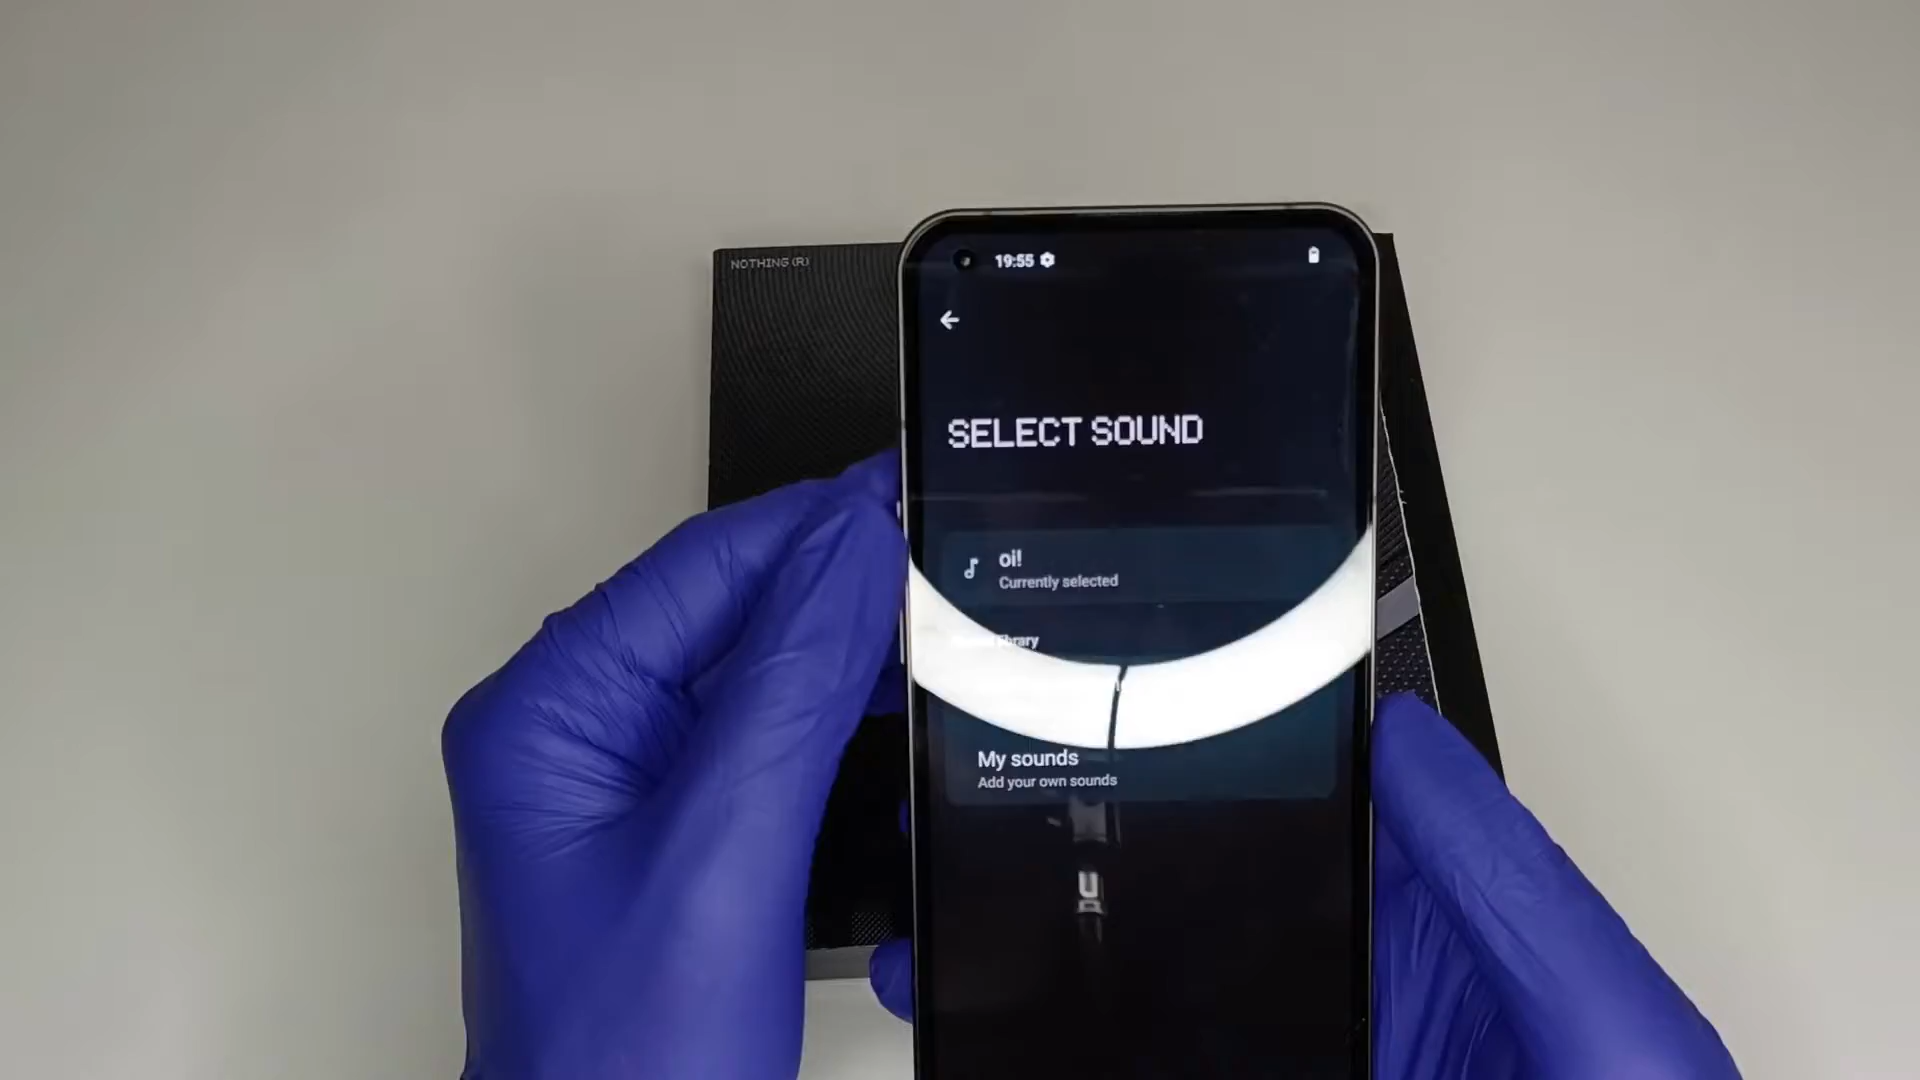 NOTHING (R)
19:55
SELECT SOUND
oi!
Currently selected
My sounds
Add your own sounds